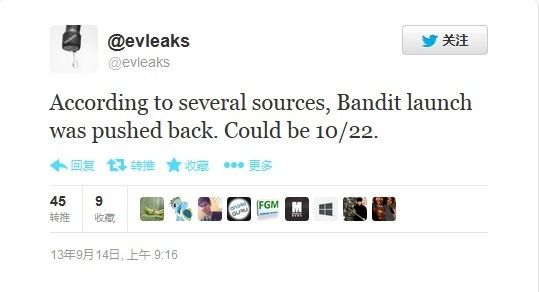 @evleaks
@evleaks
关注
According to several sources, Bandit launch
was pushed back. Could be 10/22.
回复 转推 收藏 更多
45 9
转推 收藏
FGM
13年9月14日, 上午 9:16